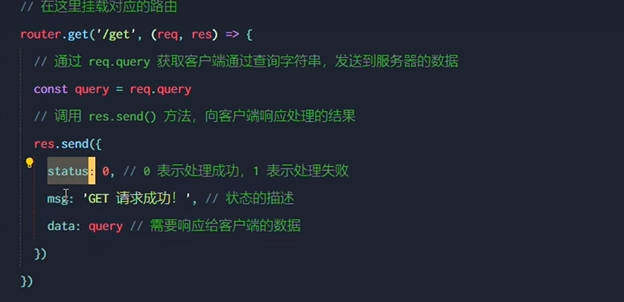 // 在这里挂载对应的路由
router.get('/get', (req, res) => {
// 通过 req.query 获取客户端通过查询字符串，发送到服务器的数据
const query = req.query
// 调用 res.send() 方法，向客户端响应处理的结果
res.send({
status: 0, // 0 表示处理成功，1 表示处理失败
msg: 'GET 请求成功！', // 状态的描述
data: query // 需要响应给客户端的数据
})
})